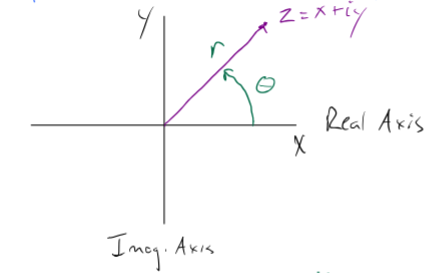 y
z = x + iy
r
θ
Real Axis
x
Imag. Axis